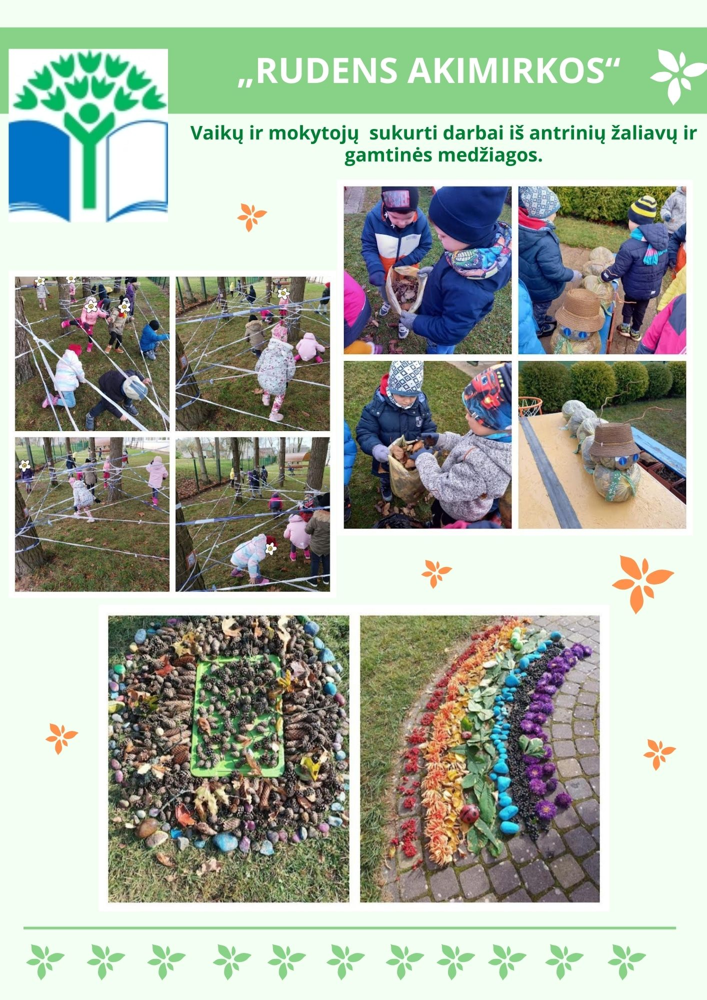 „RUDENS AKIMIRKOS“
Vaikų ir mokytojų sukurti darbai iš antrinių žaliavų ir
gamtinės medžiagos.